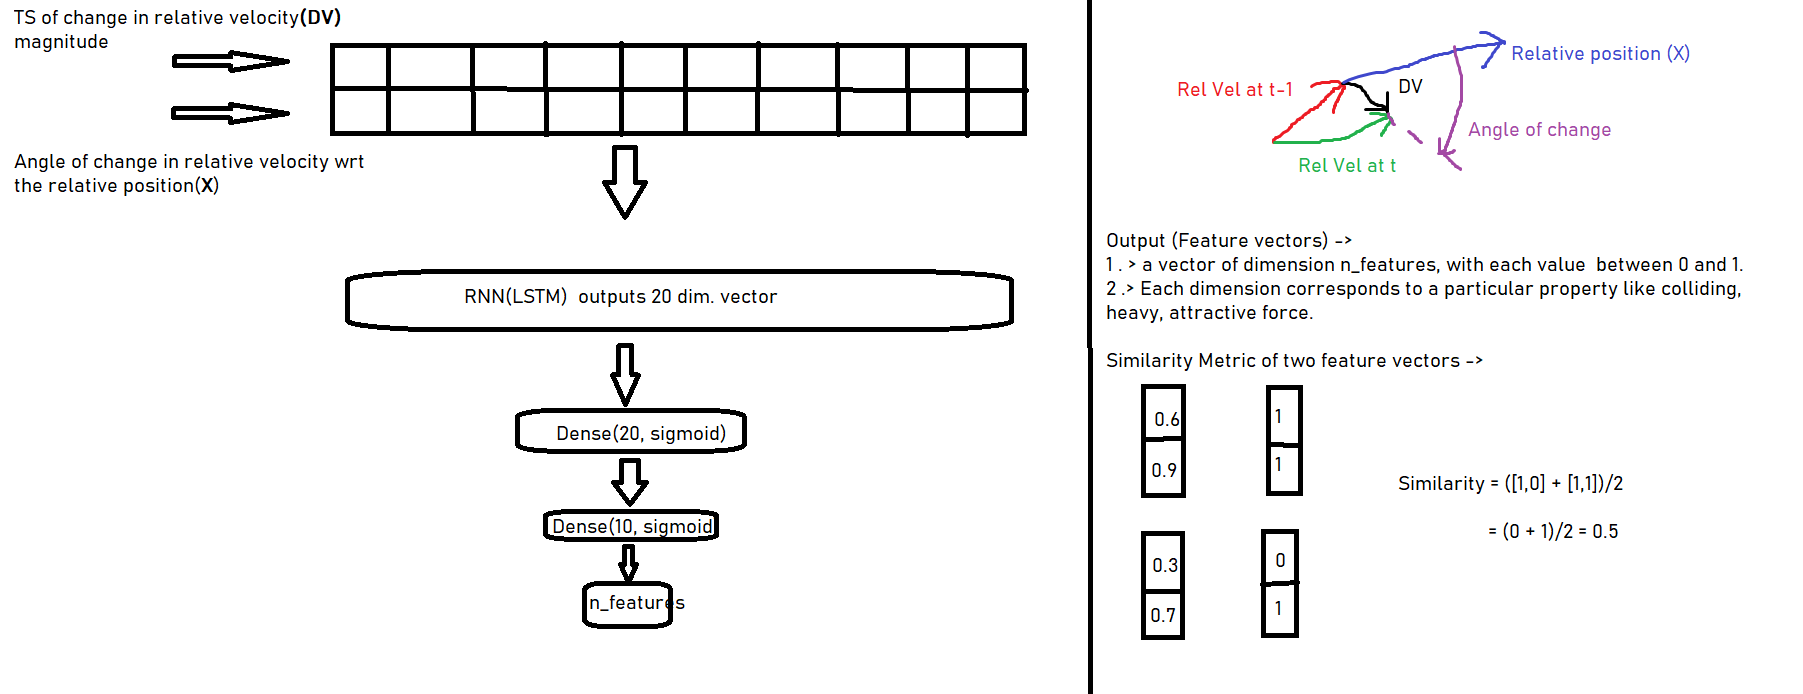 TS of change in relative velocity(DV)
magnitude
Angle of change in relative velocity wrt
the relative position(X)
RNN(LSTM)  outputs 20 dim. vector
Dense(20, sigmoid)
Dense(10, sigmoid
n_features
Relative position (X)
Rel Vel at t-1
DV
Angle of change
Rel Vel at t
Output (Feature vectors) ->
1 . > a vector of dimension n_features, with each value  between 0 and 1.
2 .> Each dimension corresponds to a particular property like colliding,
heavy, attractive force.
Similarity Metric of two feature vectors ->
0.6
1
0.9
1
Similarity = ([1,0] + [1,1])/2
= (0 + 1)/2 = 0.5
0.3
0
0.7
1